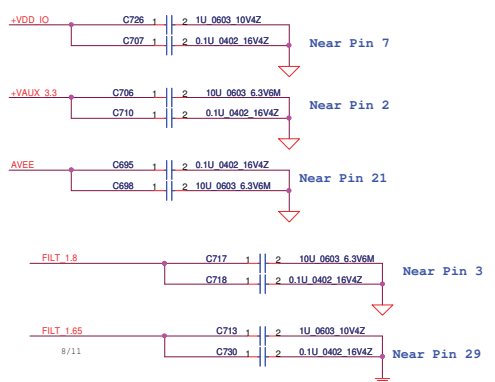 +VDD_IO C726 1 2 1U_0603_10V4Z
C707 1 2 0.1U_0402_16V4Z
Near Pin 7
+VAUX_3.3 C706 1 2 10U_0603_6.3V6M
C710 1 2 0.1U_0402_16V4Z
Near Pin 2
AVEE C695 1 2 0.1U_0402_16V4Z
C698 1 2 10U_0603_6.3V6M
Near Pin 21
FILT_1.8 C717 1 2 10U_0603_6.3V6M
C718 1 2 0.1U_0402_16V4Z
Near Pin 3
FILT_1.65 C713 1 2 1U_0603_10V4Z
8/11 C730 1 2 0.1U_0402_16V4Z Near Pin 29